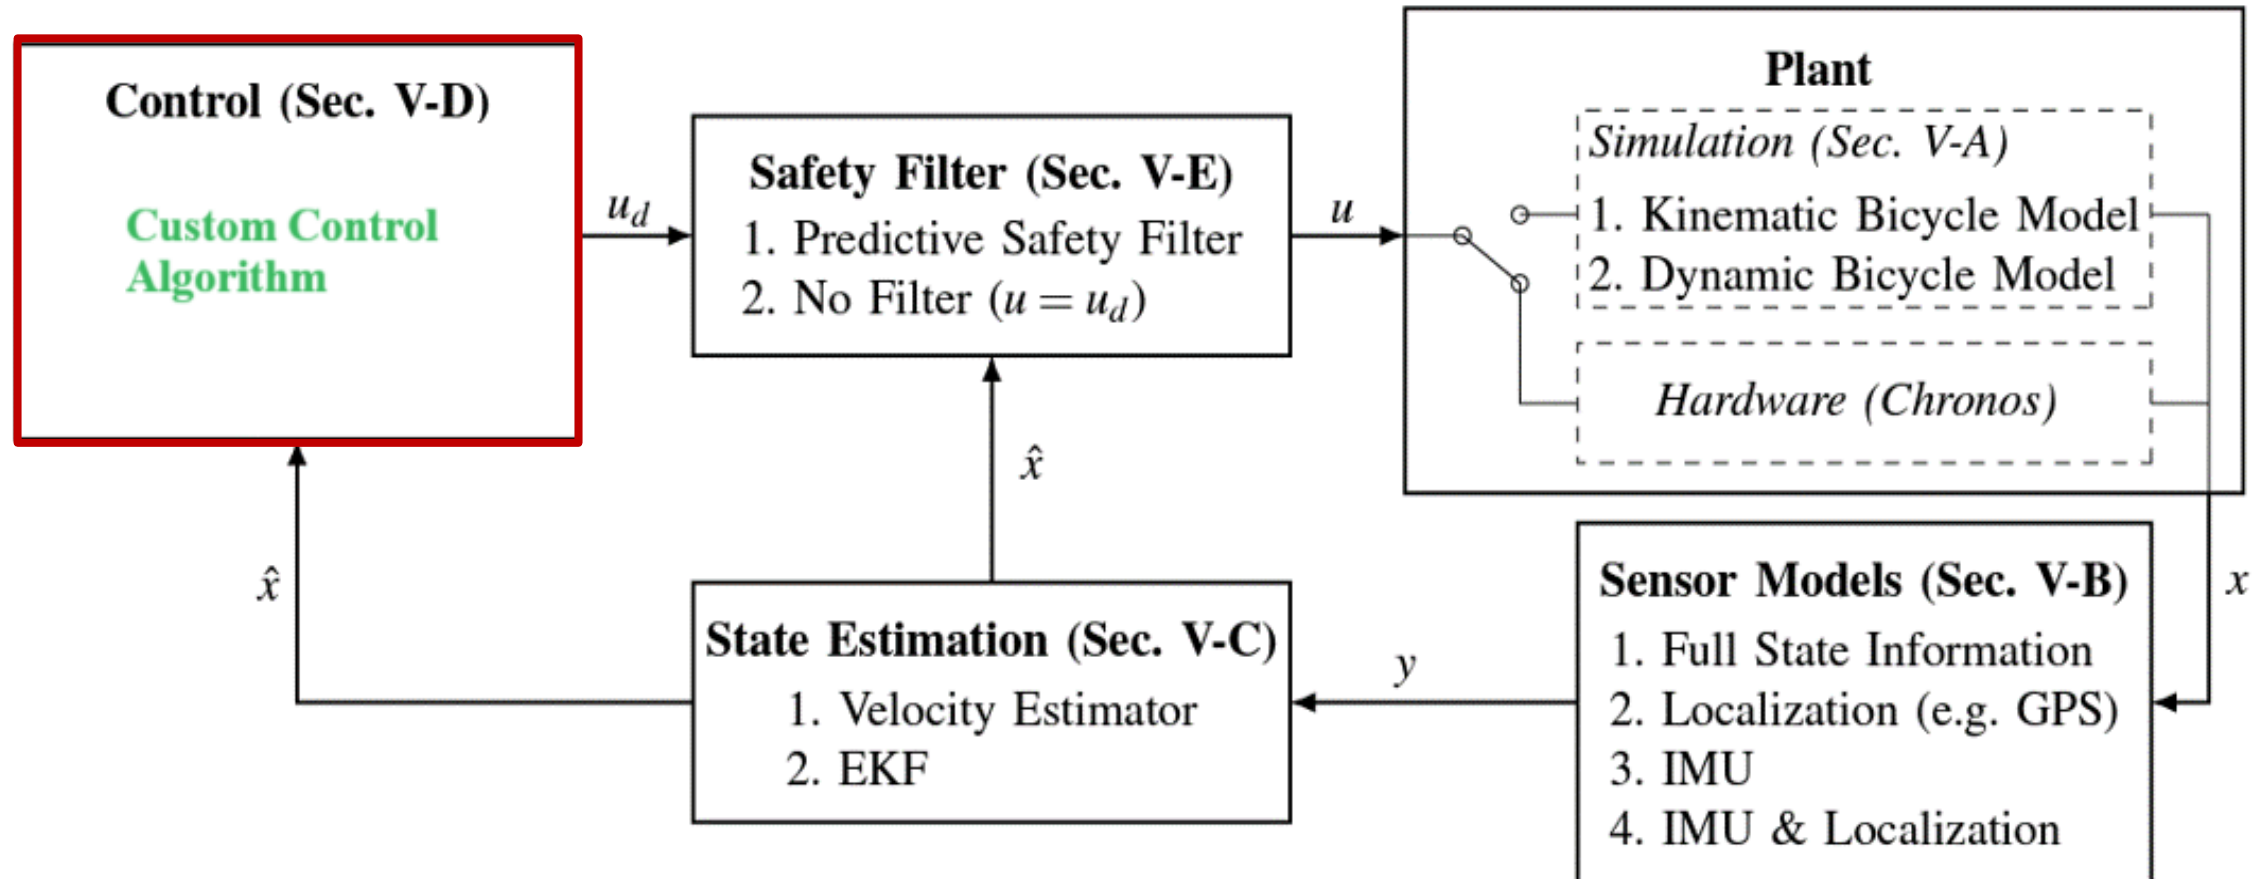 Control (Sec. V-D)
Custom Control
Algorithm
u_d
Safety Filter (Sec. V-E)
1. Predictive Safety Filter
2. No Filter (u = u_d)
u
Plant
Simulation (Sec. V-A)
1. Kinematic Bicycle Model
2. Dynamic Bicycle Model
Hardware (Chronos)
x
Sensor Models (Sec. V-B)
1. Full State Information
2. Localization (e.g. GPS)
3. IMU
4. IMU & Localization
y
State Estimation (Sec. V-C)
1. Velocity Estimator
2. EKF
x̂
x̂